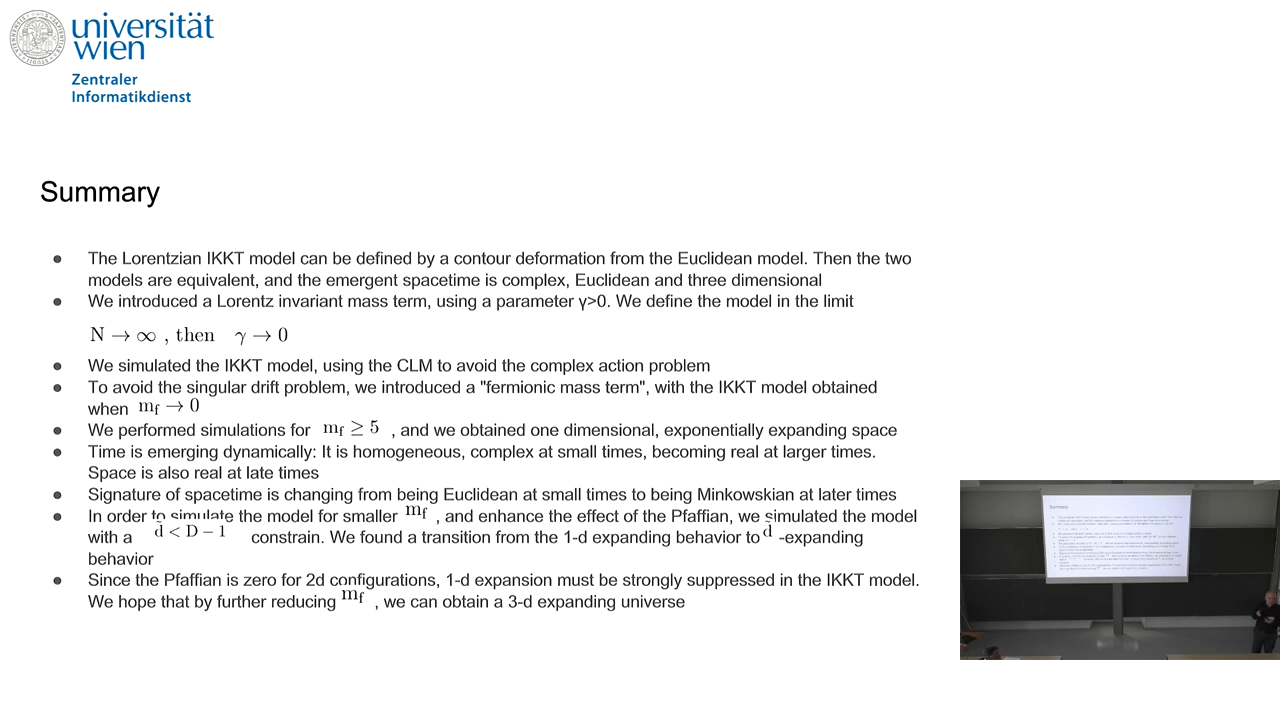 universität
wien
Zentraler
Informatikdienst
Summary
● The Lorentzian IKKT model can be defined by a contour deformation from the Euclidean model. Then the two
models are equivalent, and the emergent spacetime is complex, Euclidean and three dimensional
● We introduced a Lorentz invariant mass term, using a parameter γ>0. We define the model in the limit
N → ∞ , then γ → 0
● We simulated the IKKT model, using the CLM to avoid the complex action problem
● To avoid the singular drift problem, we introduced a "fermionic mass term", with the IKKT model obtained
when m_f → 0
● We performed simulations for m_f ≥ 5 , and we obtained one dimensional, exponentially expanding space
● Time is emerging dynamically: It is homogeneous, complex at small times, becoming real at larger times.
Space is also real at late times
● Signature of spacetime is changing from being Euclidean at small times to being Minkowskian at later times
● In order to simulate the model for smaller m_f , and enhance the effect of the Pfaffian, we simulated the model
with a d̃ < D − 1 constrain. We found a transition from the 1-d expanding behavior to d̃ -expanding
behavior
● Since the Pfaffian is zero for 2d configurations, 1-d expansion must be strongly suppressed in the IKKT model.
We hope that by further reducing m_f , we can obtain a 3-d expanding universe
Summary